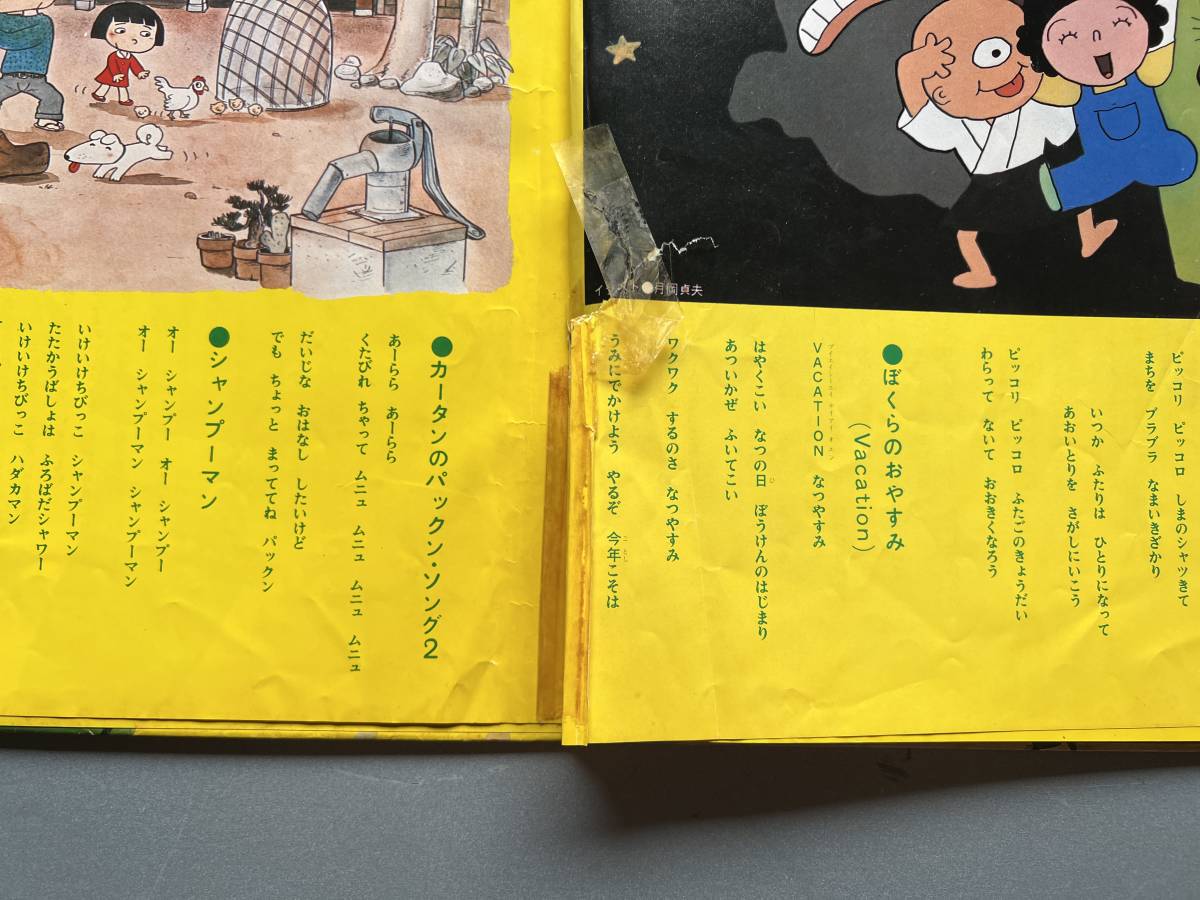 ピッコリ ピッコロ しまのシャツきて
まちを ブラブラ なまいきざかり
いつか ふたりは ひとりになって
あおいとりを さがしにいこう
ピッコリ ピッコロ ふたごのきょうだい
わらって ないて おおきくなろう
●ぼくらのおやすみ
(Vacation)
VACATION なつやすみ
はやくこい なつの日 ぼうけんのはじまり
あついかぜ ふいてこい
ワクワク するのさ なつやすみ
うみにでかけよう やるぞ 今年こそは
イラスト●月岡貞夫
●カータンのパックン・ソング2
あーらら あーらら
くたびれ ちゃって ムニュ ムニュ ムニュ ムニュ
だいじな おはなし したいけど
でも ちょっと まっててね パックン
●シャンプーマン
オー シャンプー オー シャンプー
オー シャンプーマン シャンプーマン
いけいけちびっこ シャンプーマン
たたかうばしょは ふろばだシャワー
いけいけちびっこ ハダカマン